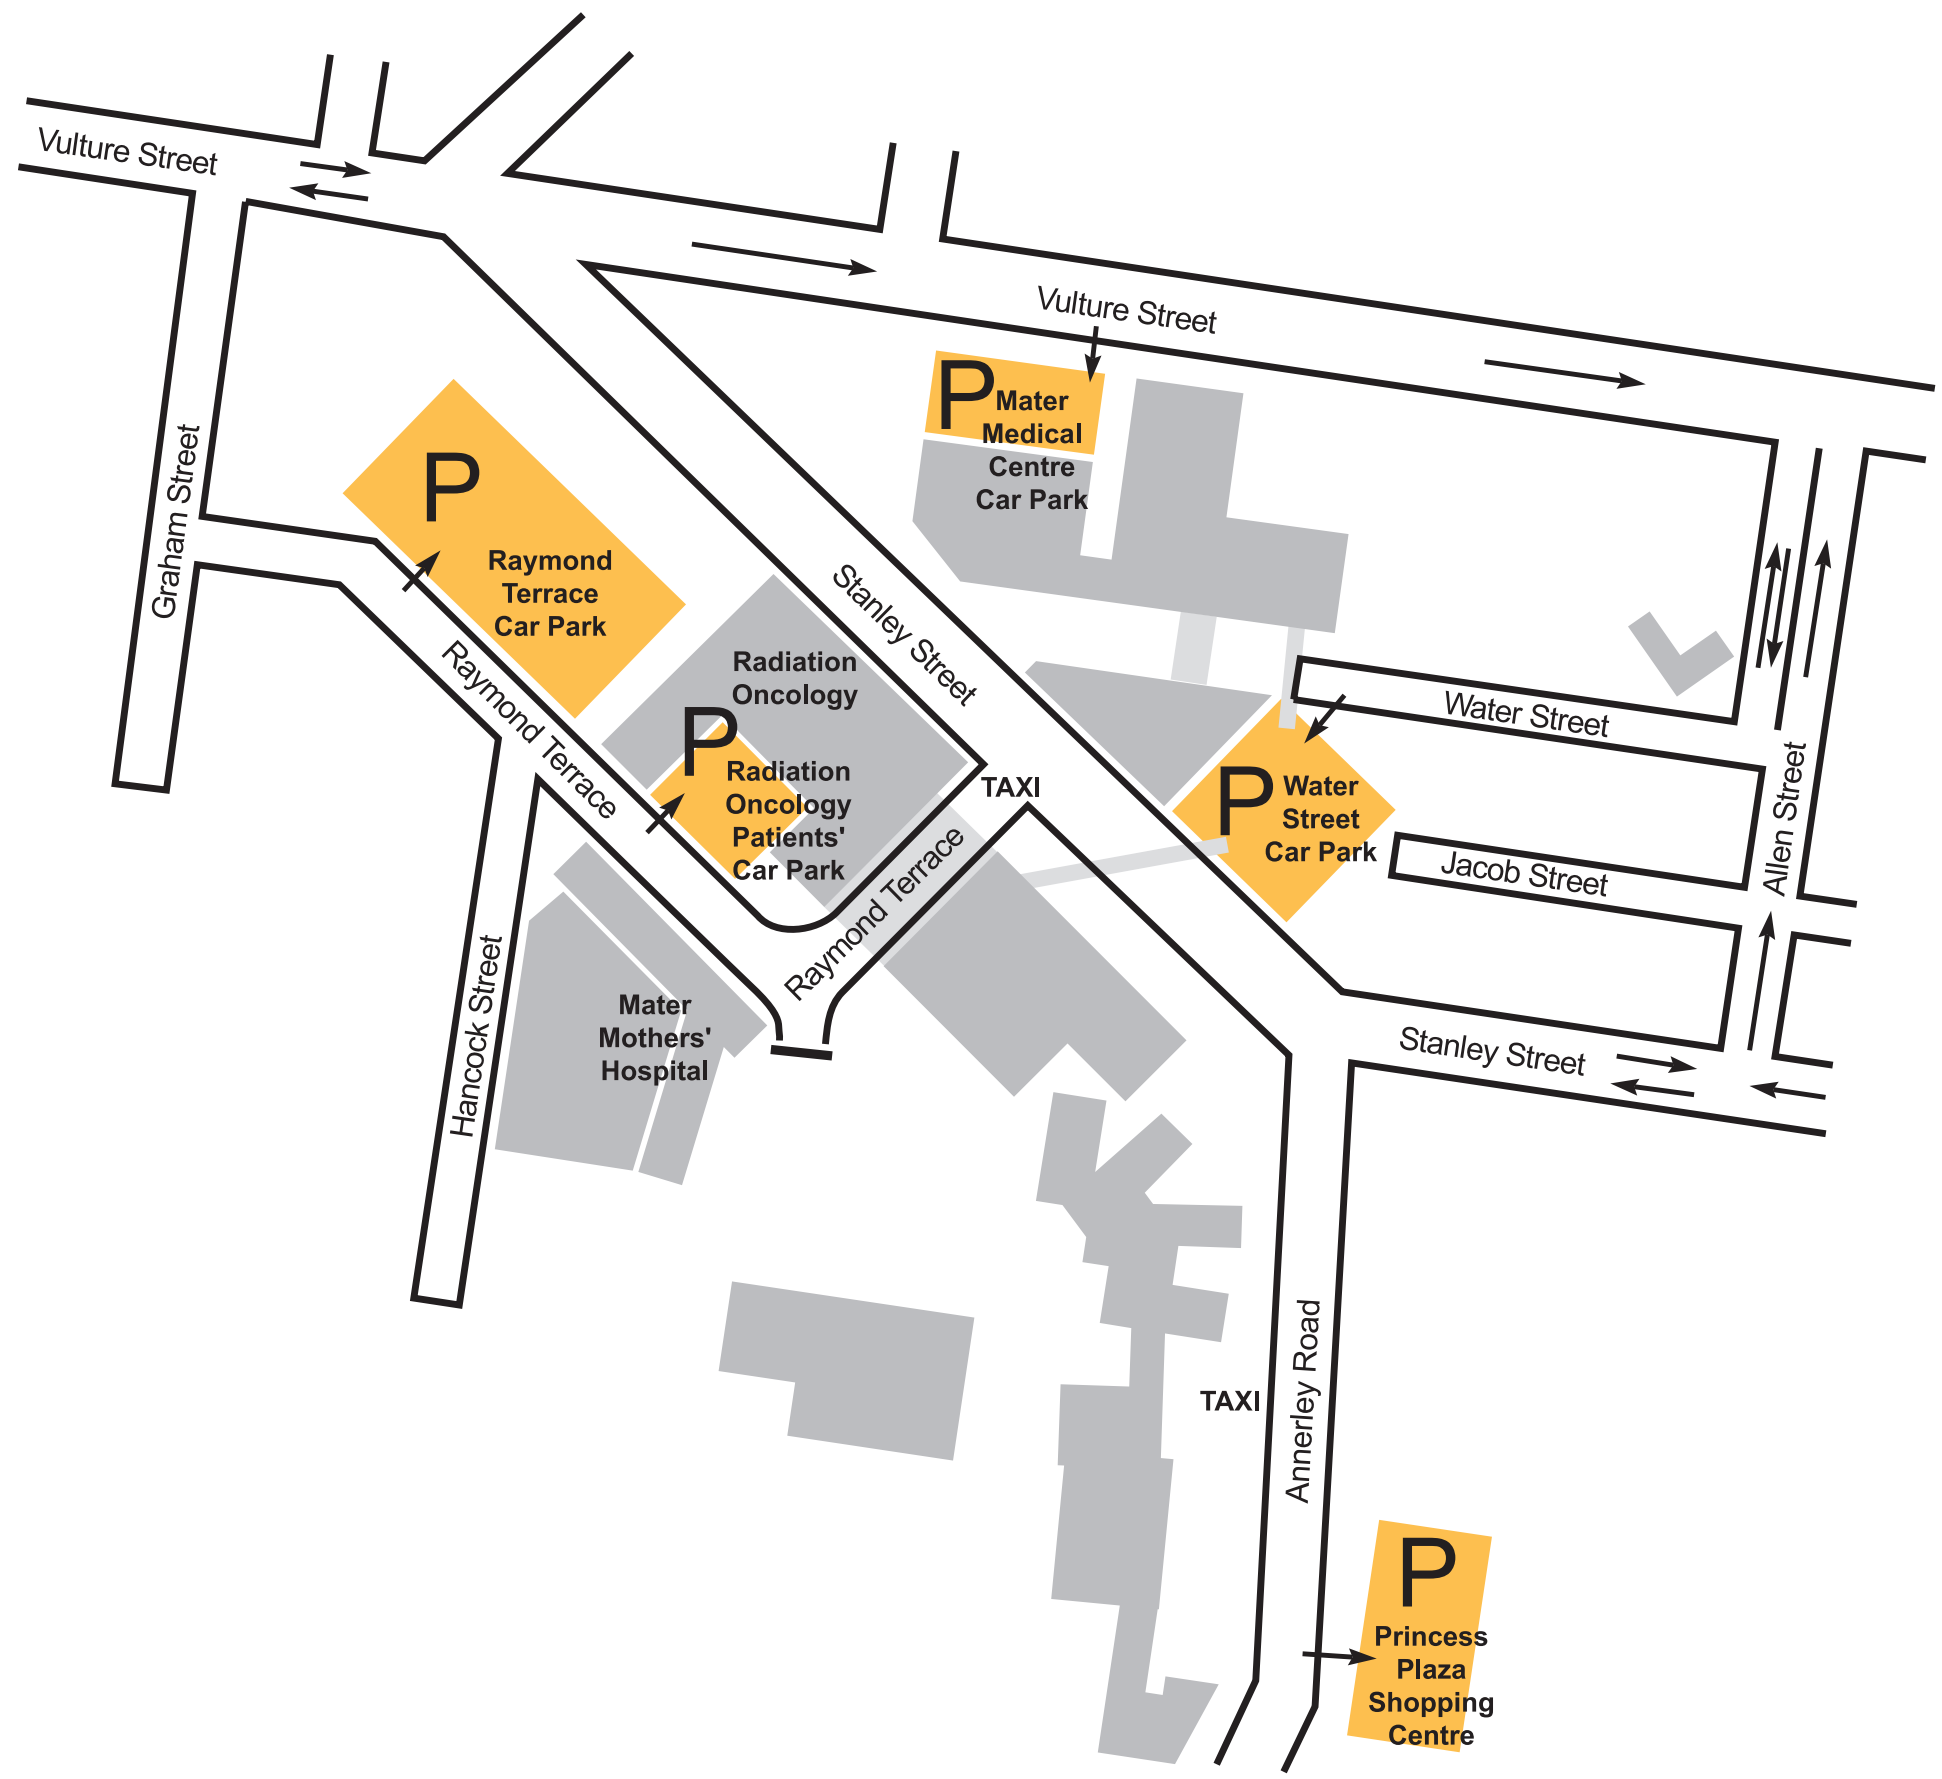 Vulture Street
Vulture Street
P
Mater
Medical
Centre
Car Park
P
Raymond
Terrace
Car Park
Graham Street
Stanley Street
Radiation
Oncology
Raymond Terrace
P
Radiation
Oncology
Patients'
Car Park
TAXI
Water Street
P
Water
Street
Car Park
Jacob Street
Allen Street
Raymond Terrace
Hancock Street
Mater
Mothers'
Hospital
Stanley Street
Annerley Road
TAXI
P
Princess
Plaza
Shopping
Centre